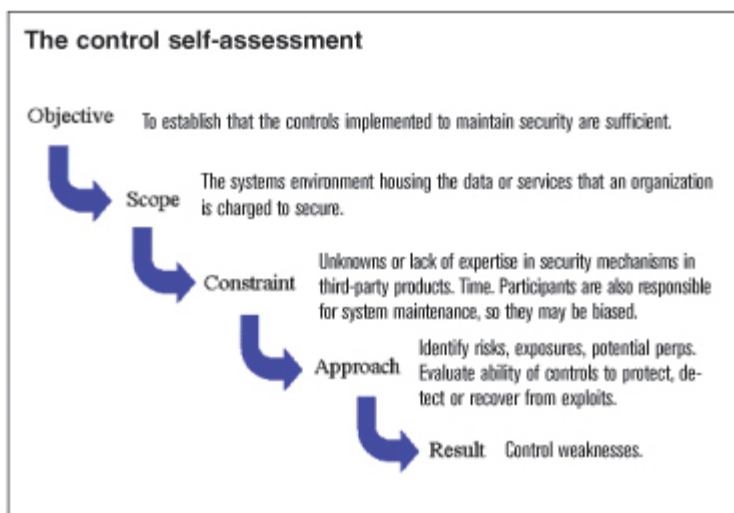 The control self-assessment
Objective
To establish that the controls implemented to maintain security are sufficient.
Scope
The systems environment housing the data or services that an organization
is charged to secure.
Constraint
Unknowns or lack of expertise in security mechanisms in
third-party products. Time. Participants are also responsible
for system maintenance, so they may be biased.
Approach
Identify risks, exposures, potential perps.
Evaluate ability of controls to protect, de-
tect or recover from exploits.
Result
Control weaknesses.